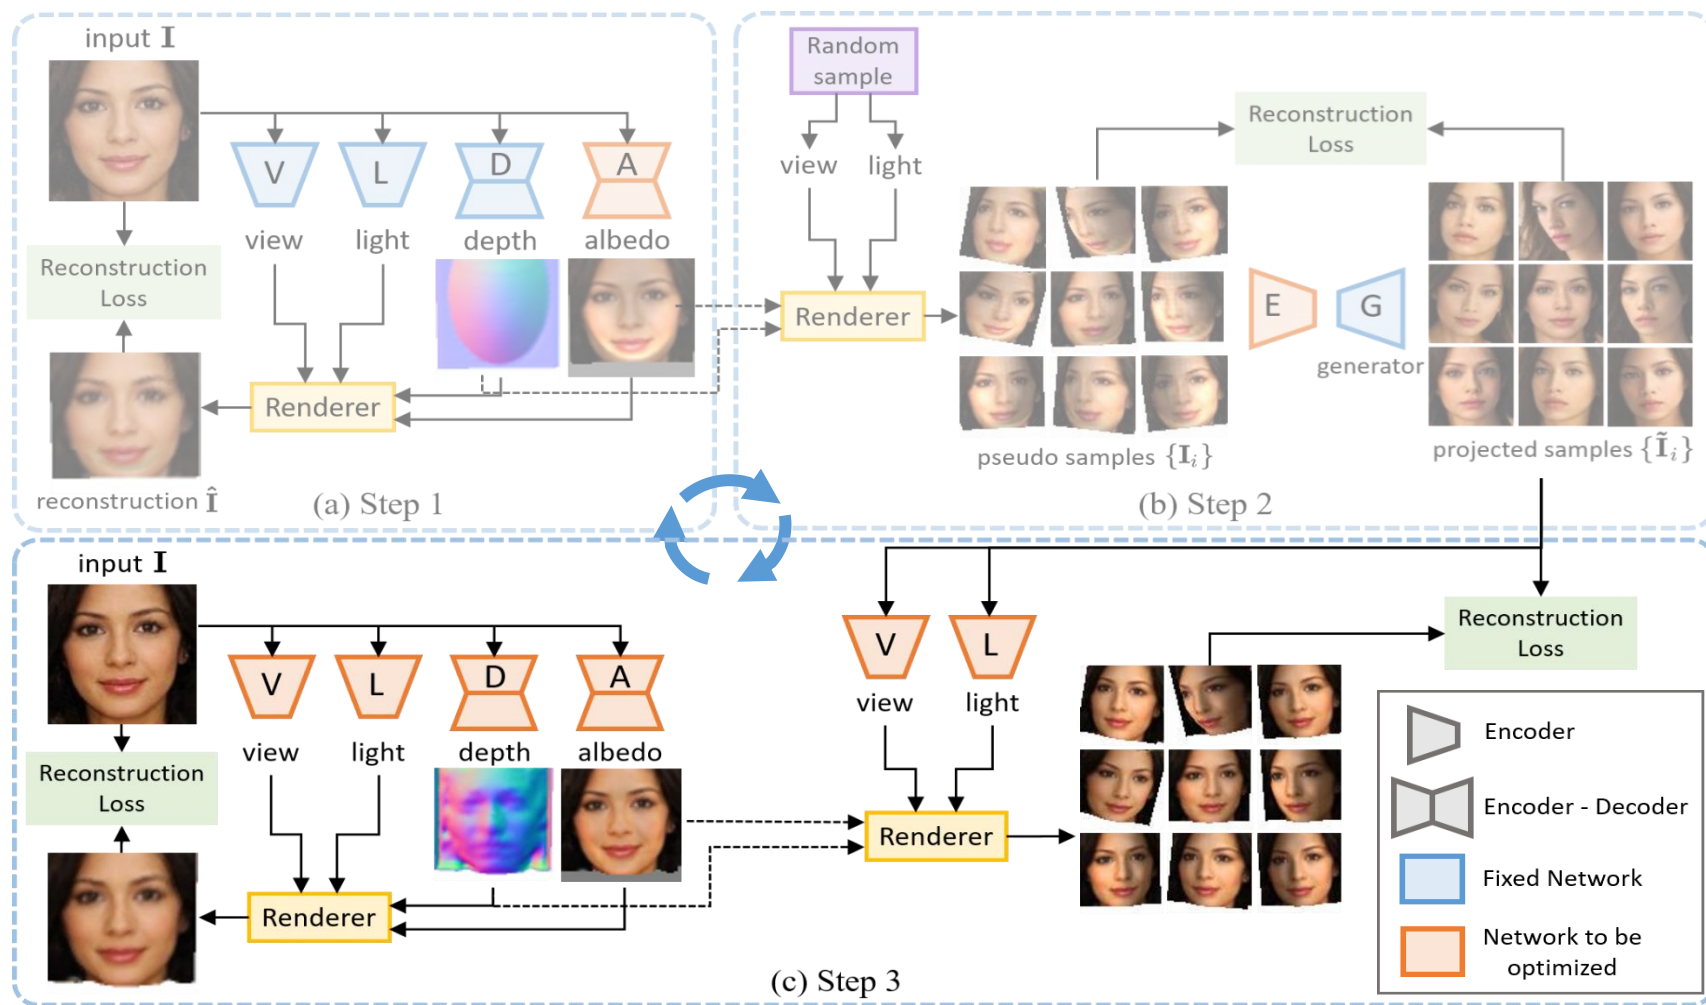 input I
V
L
D
A
view
light
depth
albedo
Reconstruction
Loss
Renderer
reconstruction Î
(a) Step 1
Random
sample
view
light
Renderer
pseudo samples {I_i}
E
G
generator
Reconstruction
Loss
projected samples {Ĩ_i}
(b) Step 2
input I
V
L
D
A
view
light
depth
albedo
Reconstruction
Loss
Renderer
V
L
view
light
Renderer
Reconstruction
Loss
(c) Step 3
Encoder
Encoder - Decoder
Fixed Network
Network to be
optimized